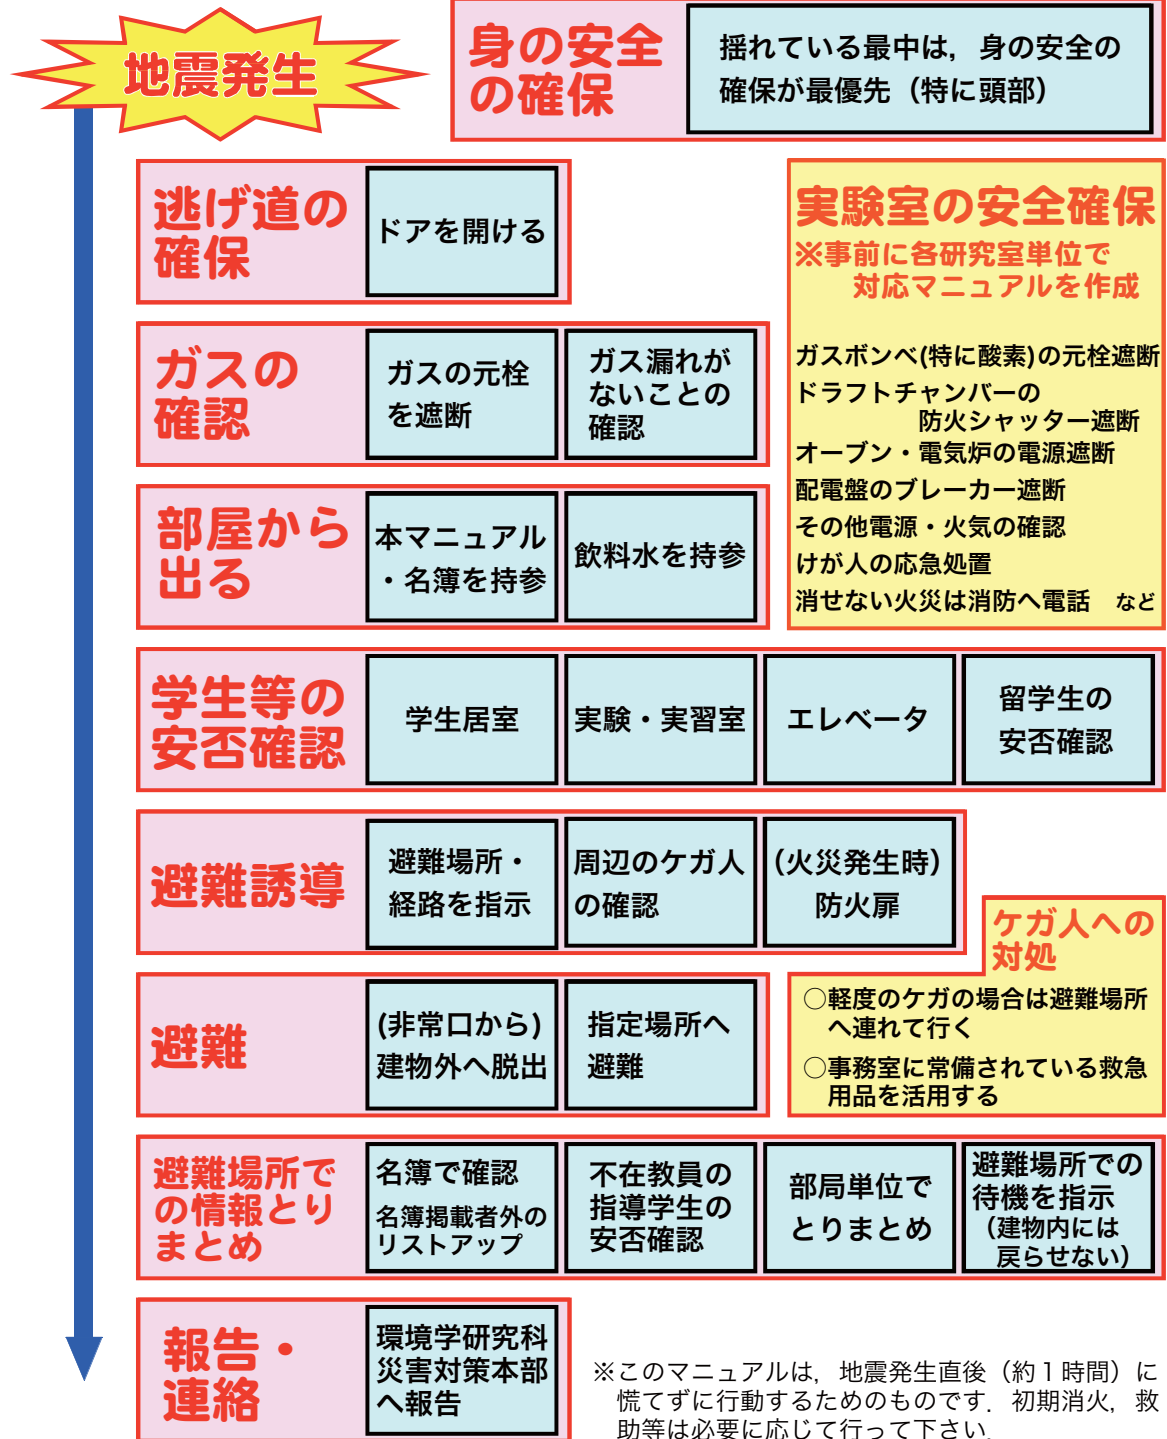 地震発生
身の安全
の確保
揺れている最中は，身の安全の
確保が最優先（特に頭部）
逃げ道の
確保
ドアを開ける
実験室の安全確保
※事前に各研究室単位で
対応マニュアルを作成
ガスボンベ(特に酸素)の元栓遮断
ドラフトチャンバーの
防火シャッター遮断
オーブン・電気炉の電源遮断
配電盤のブレーカー遮断
その他電源・火気の確認
けが人の応急処置
消せない火災は消防へ電話　など
ガスの
確認
ガスの元栓
を遮断
ガス漏れが
ないことの
確認
部屋から
出る
本マニュアル
・名簿を持参
飲料水を持参
学生等の
安否確認
学生居室
実験・実習室
エレベータ
留学生の
安否確認
避難誘導
避難場所・
経路を指示
周辺のケガ人
の確認
（火災発生時）
防火扉
ケガ人への
対処
○軽度のケガの場合は避難場所
へ連れて行く
○事務室に常備されている救急
用品を活用する
避難
(非常口から)
建物外へ脱出
指定場所へ
避難
避難場所で
の情報とり
まとめ
名簿で確認
名簿掲載者外の
リストアップ
不在教員の
指導学生の
安否確認
部局単位で
とりまとめ
避難場所での
待機を指示
（建物内には
戻らせない）
報告・
連絡
環境学研究科
災害対策本部
へ報告
※このマニュアルは，地震発生直後（約１時間）に
慌てずに行動するためのものです．初期消火，救
助等は必要に応じて行って下さい．